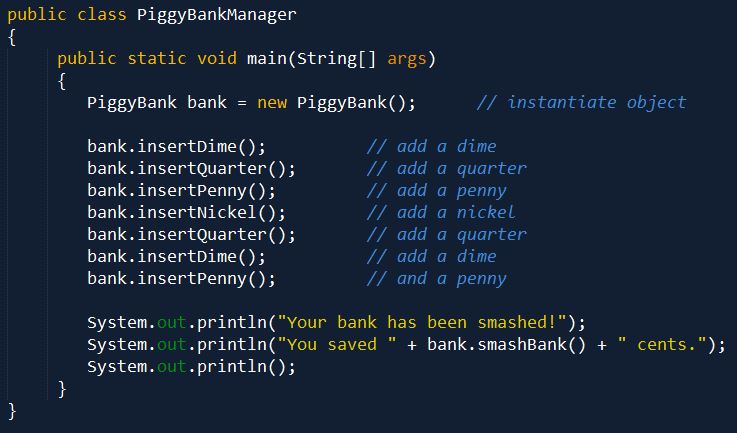 public class PiggyBankManager
{
public static void main(String[] args)
{
PiggyBank bank = new PiggyBank(); // instantiate object
bank.insertDime(); // add a dime
bank.insertQuarter(); // add a quarter
bank.insertPenny(); // add a penny
bank.insertNickel(); // add a nickel
bank.insertQuarter(); // add a quarter
bank.insertDime(); // add a dime
bank.insertPenny(); // and a penny
System.out.println("Your bank has been smashed!");
System.out.println("You saved " + bank.smashBank() + " cents.");
System.out.println();
}
}